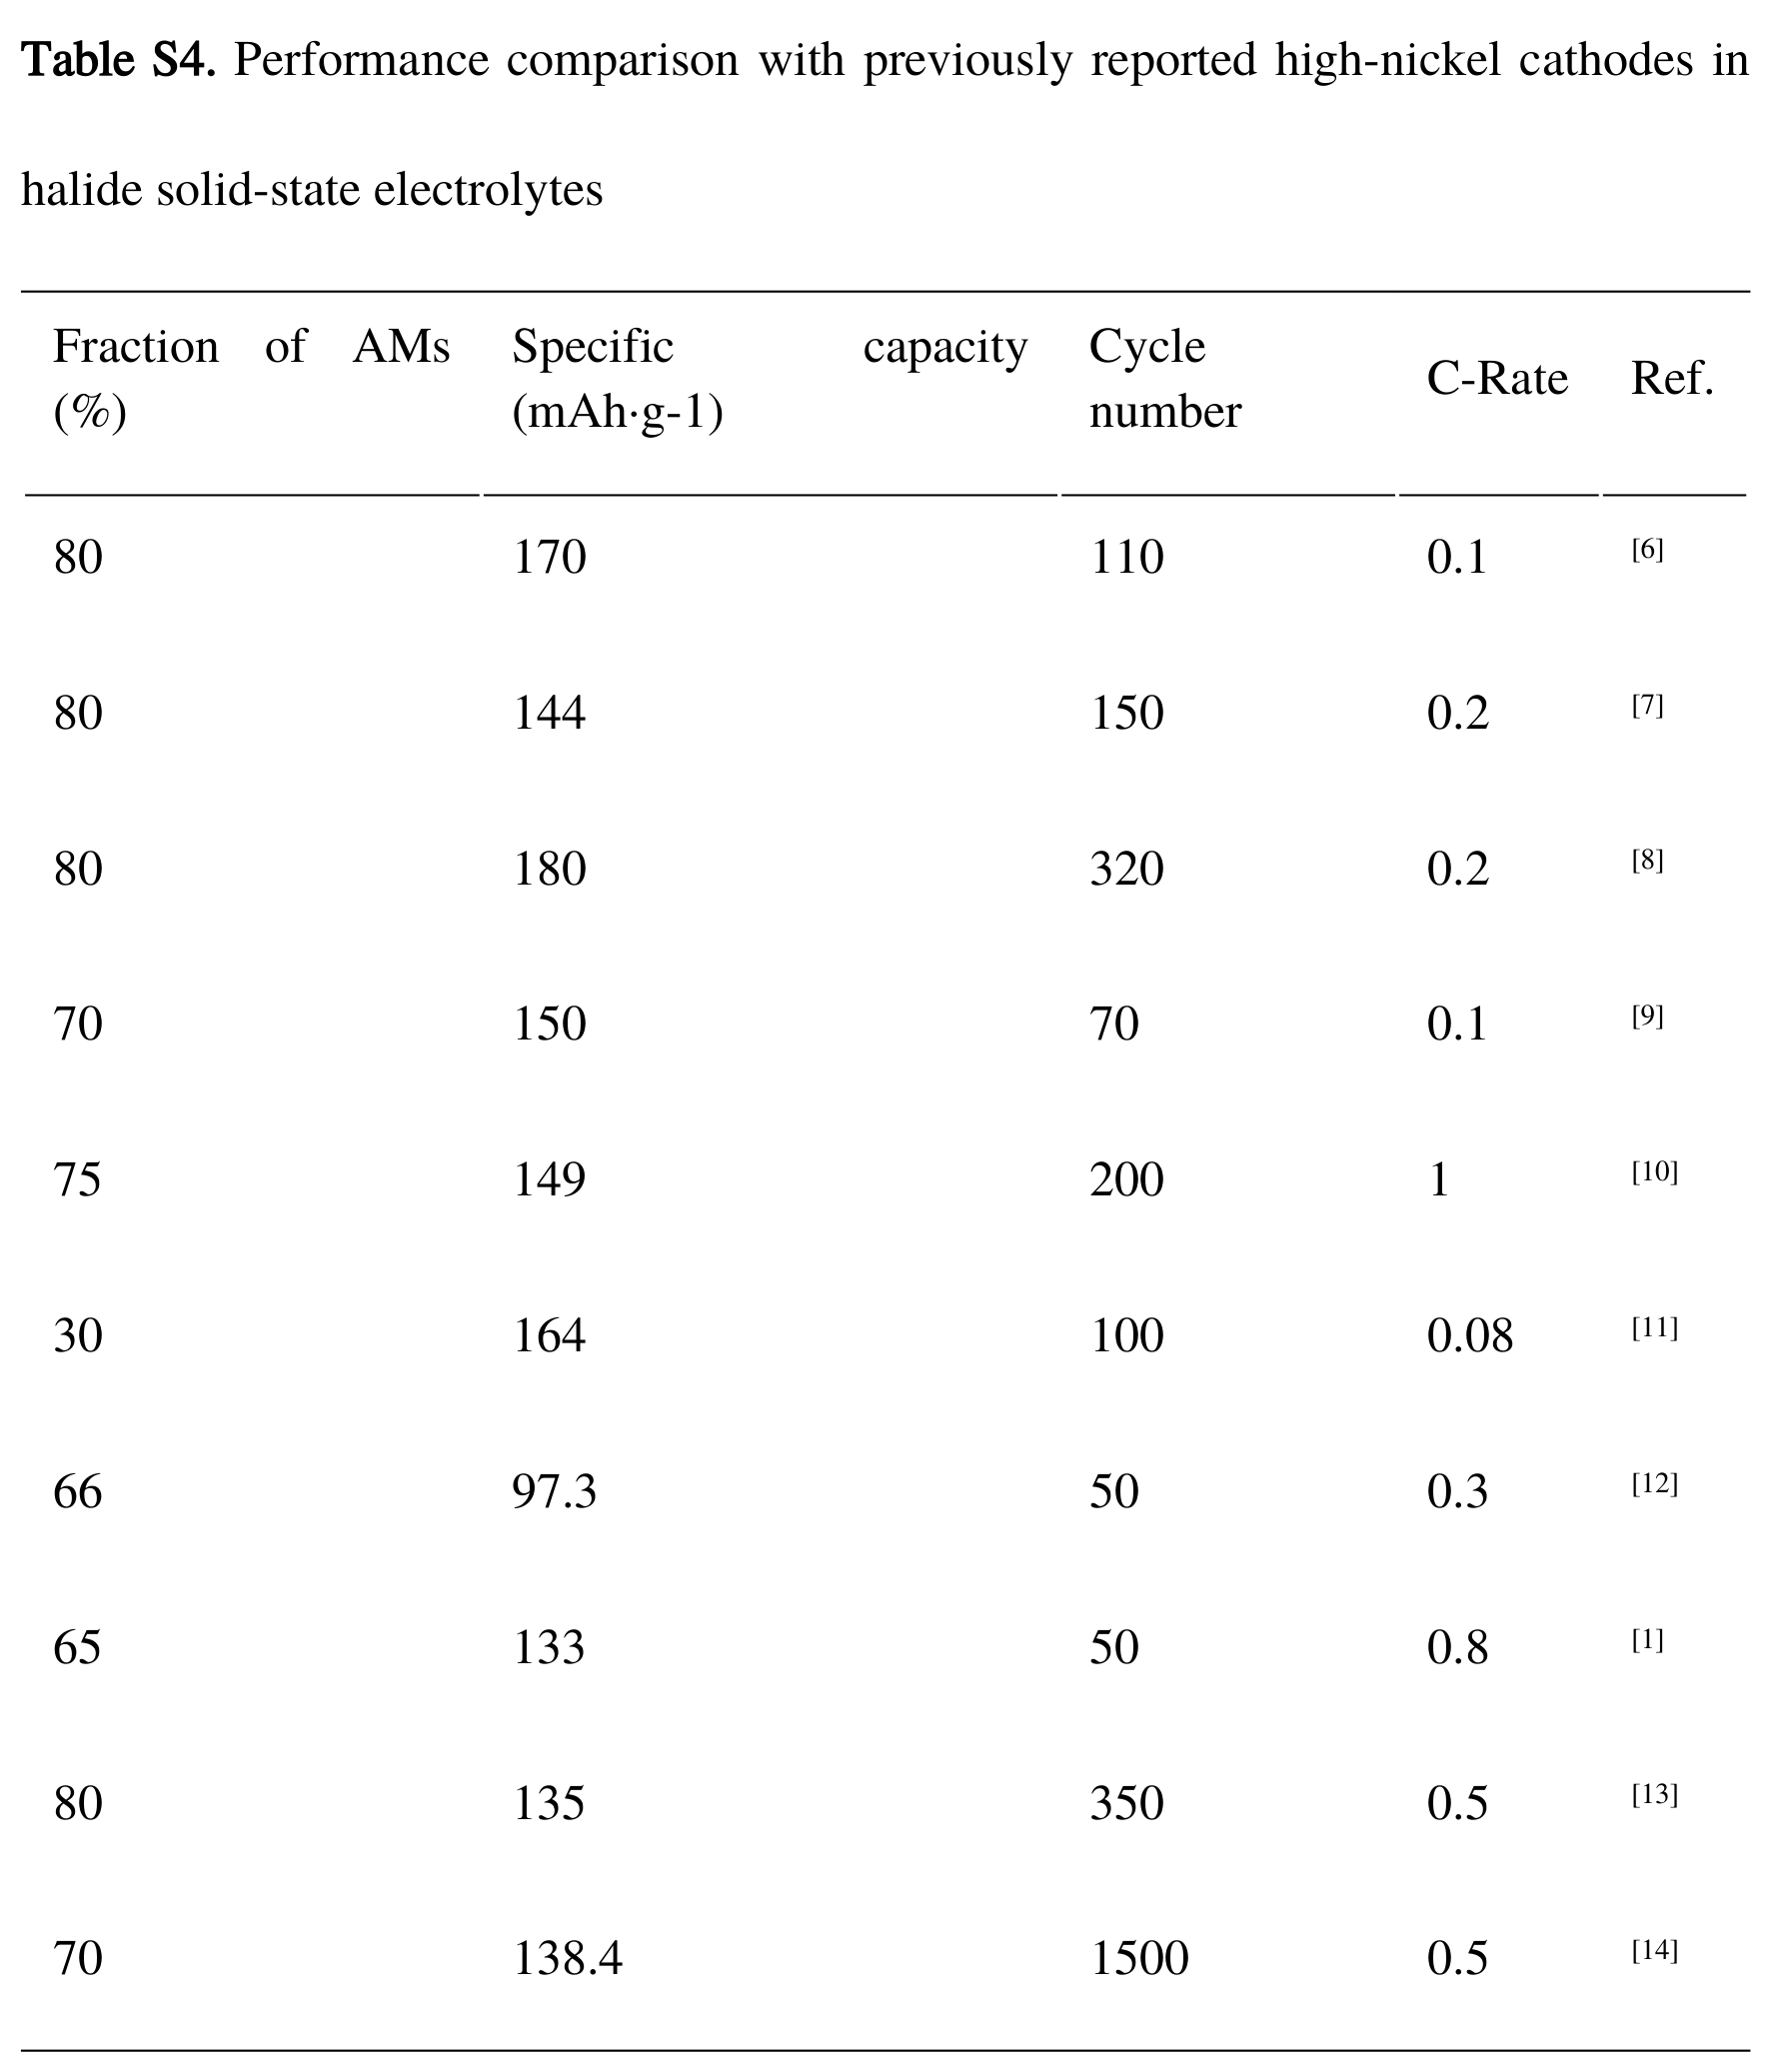 Table S4. Performance comparison with previously reported high-nickel cathodes in
halide solid-state electrolytes
Fraction of AMs (%) Specific capacity (mAh·g-1) Cycle number C-Rate Ref.
80 170 110 0.1 [6]
80 144 150 0.2 [7]
80 180 320 0.2 [8]
70 150 70 0.1 [9]
75 149 200 1 [10]
30 164 100 0.08 [11]
66 97.3 50 0.3 [12]
65 133 50 0.8 [1]
80 135 350 0.5 [13]
70 138.4 1500 0.5 [14]